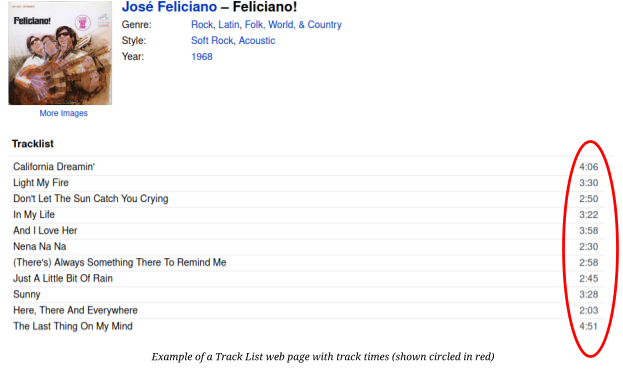 Feliciano!
José Feliciano – Feliciano!
Genre: Rock, Latin, Folk, World, & Country
Style: Soft Rock, Acoustic
Year: 1968
More Images
Tracklist
California Dreamin' 4:06
Light My Fire 3:30
Don't Let The Sun Catch You Crying 2:50
In My Life 3:22
And I Love Her 3:58
Nena Na Na 2:30
(There's) Always Something There To Remind Me 2:58
Just A Little Bit Of Rain 2:45
Sunny 3:28
Here, There And Everywhere 2:03
The Last Thing On My Mind 4:51
Example of a Track List web page with track times (shown circled in red)